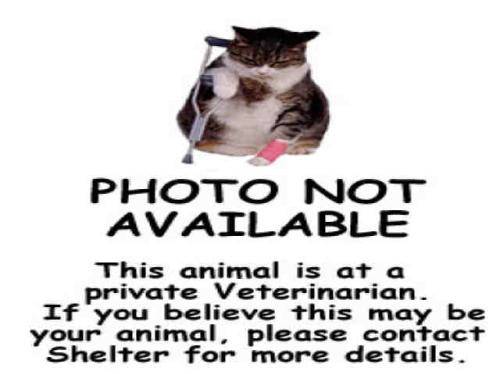 PHOTO NOT
AVAILABLE
This animal is at a
private Veterinarian.
If you believe this may be
your animal, please contact
Shelter for more details.